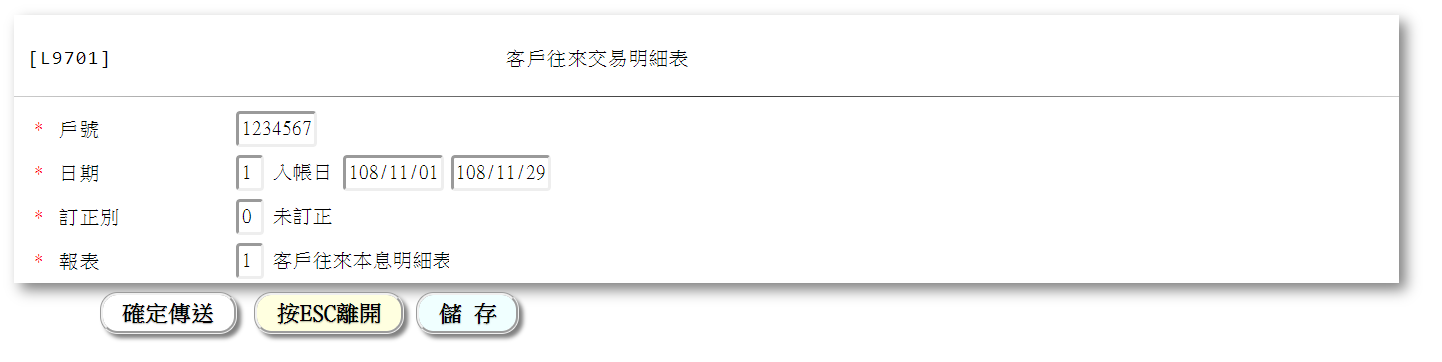 [L9701] 客戶往來交易明細表
* 戶號 1234567
* 日期 1 入帳日 108/11/01 108/11/29
* 訂正別 0 未訂正
* 報表 1 客戶往來本息明細表
確定傳送 按ESC離開 儲 存